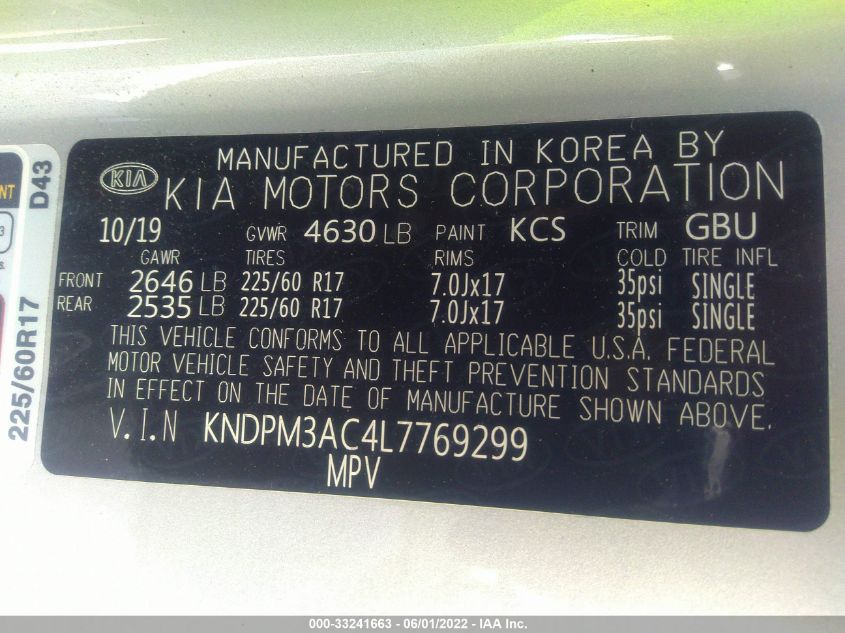 MANUFACTURED IN KOREA BY
KIA KIA MOTORS CORPORATION
10/19 GVWR 4630 LB PAINT KCS TRIM GBU
GAWR TIRES RIMS COLD TIRE INFL
FRONT 2646 LB 225/60 R17 7.0Jx17 35psi SINGLE
REAR 2535 LB 225/60 R17 7.0Jx17 35psi SINGLE
THIS VEHICLE CONFORMS TO ALL APPLICABLE U.S.A. FEDERAL
MOTOR VEHICLE SAFETY AND THEFT PREVENTION STANDARDS
IN EFFECT ON THE DATE OF MANUFACTURE SHOWN ABOVE.
V.I.N KNDPM3AC4L7769299
MPV
225/60R17 D43
NT
3
s.
000-33241663 - 06/01/2022 - IAA Inc.